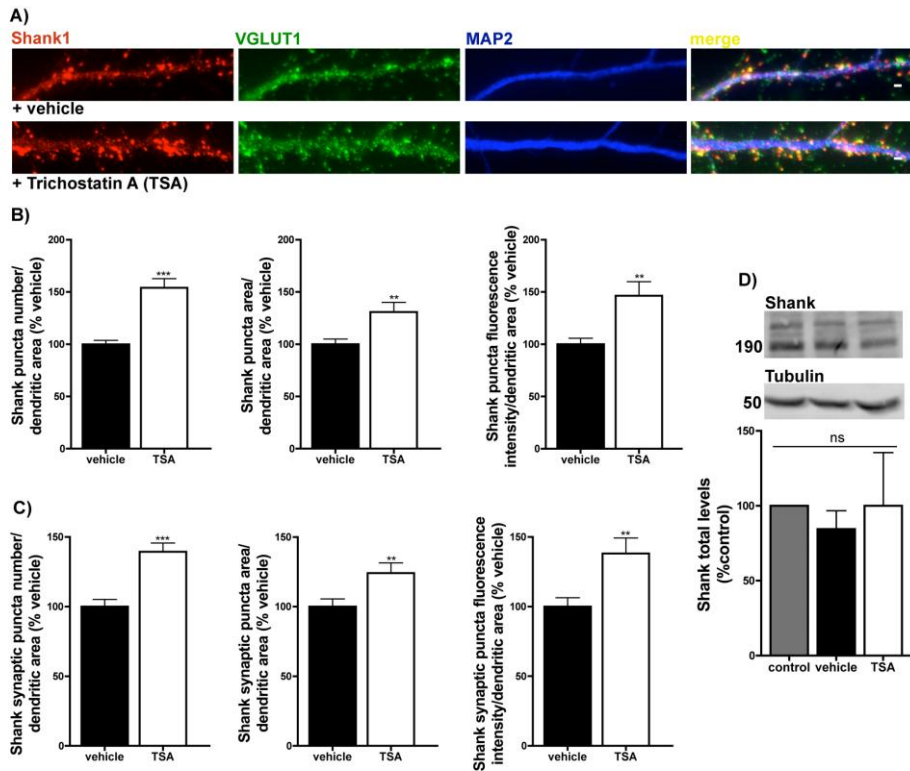 A)
Shank1 VGLUT1 MAP2 merge
+ vehicle
+ Trichostatin A (TSA)
B)
Shank puncta number/
dendritic area (% vehicle)
200
150
100
50
0
***
vehicle TSA
Shank puncta area/
dendritic area (% vehicle)
200
150
100
50
0
**
vehicle TSA
Shank puncta fluorescence
intensity/dendritic area (% vehicle)
200
150
100
50
0
**
vehicle TSA
C)
Shank synaptic puncta number/
dendritic area (% vehicle)
150
100
50
0
***
vehicle TSA
Shank synaptic puncta area/
dendritic area (% vehicle)
150
100
50
0
**
vehicle TSA
Shank synaptic puncta fluorescence
intensity/dendritic area (% vehicle)
150
100
50
0
**
vehicle TSA
D)
Shank
190
Tubulin
50
Shank total levels
(%control)
150
100
50
0
ns
control vehicle TSA